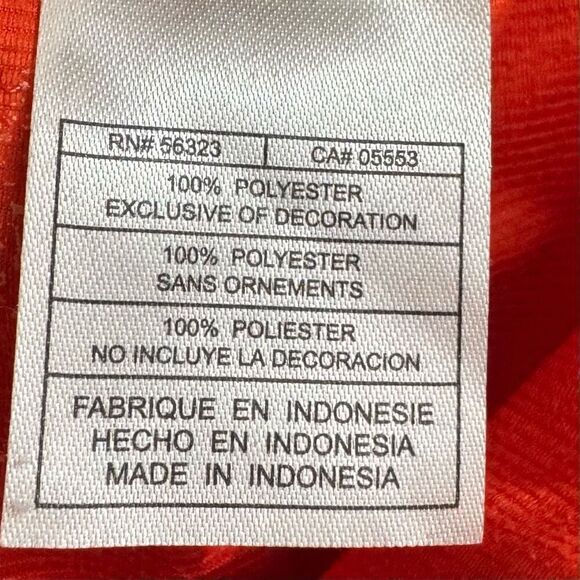 RN# 56323 CA# 05553
100% POLYESTER
EXCLUSIVE OF DECORATION
100% POLYESTER
SANS ORNEMENTS
100% POLIESTER
NO INCLUYE LA DECORACION
FABRIQUE EN INDONESIE
HECHO EN INDONESIA
MADE IN INDONESIA